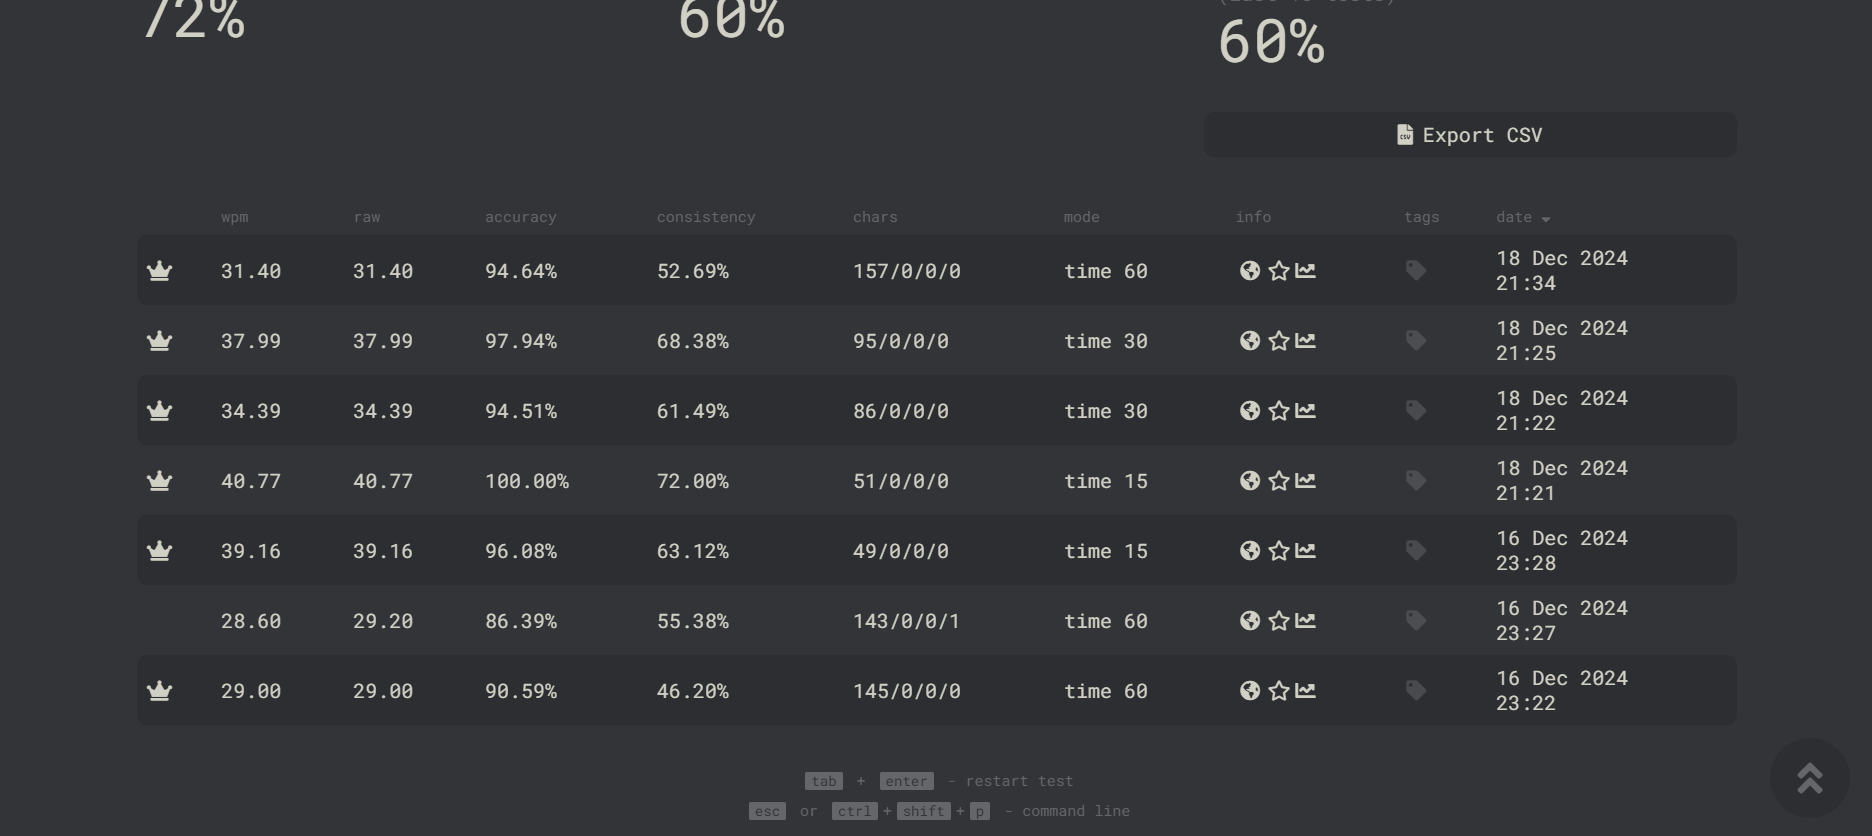 72%
60%
60%
Export CSV
wpm raw accuracy consistency chars mode info tags date
31.40 31.40 94.64% 52.69% 157/0/0/0 time 60 18 Dec 2024
21:34
37.99 37.99 97.94% 68.38% 95/0/0/0 time 30 18 Dec 2024
21:25
34.39 34.39 94.51% 61.49% 86/0/0/0 time 30 18 Dec 2024
21:22
40.77 40.77 100.00% 72.00% 51/0/0/0 time 15 18 Dec 2024
21:21
39.16 39.16 96.08% 63.12% 49/0/0/0 time 15 16 Dec 2024
23:28
28.60 29.20 86.39% 55.38% 143/0/0/1 time 60 16 Dec 2024
23:27
29.00 29.00 90.59% 46.20% 145/0/0/0 time 60 16 Dec 2024
23:22
tab + enter - restart test
esc or ctrl + shift + p - command line